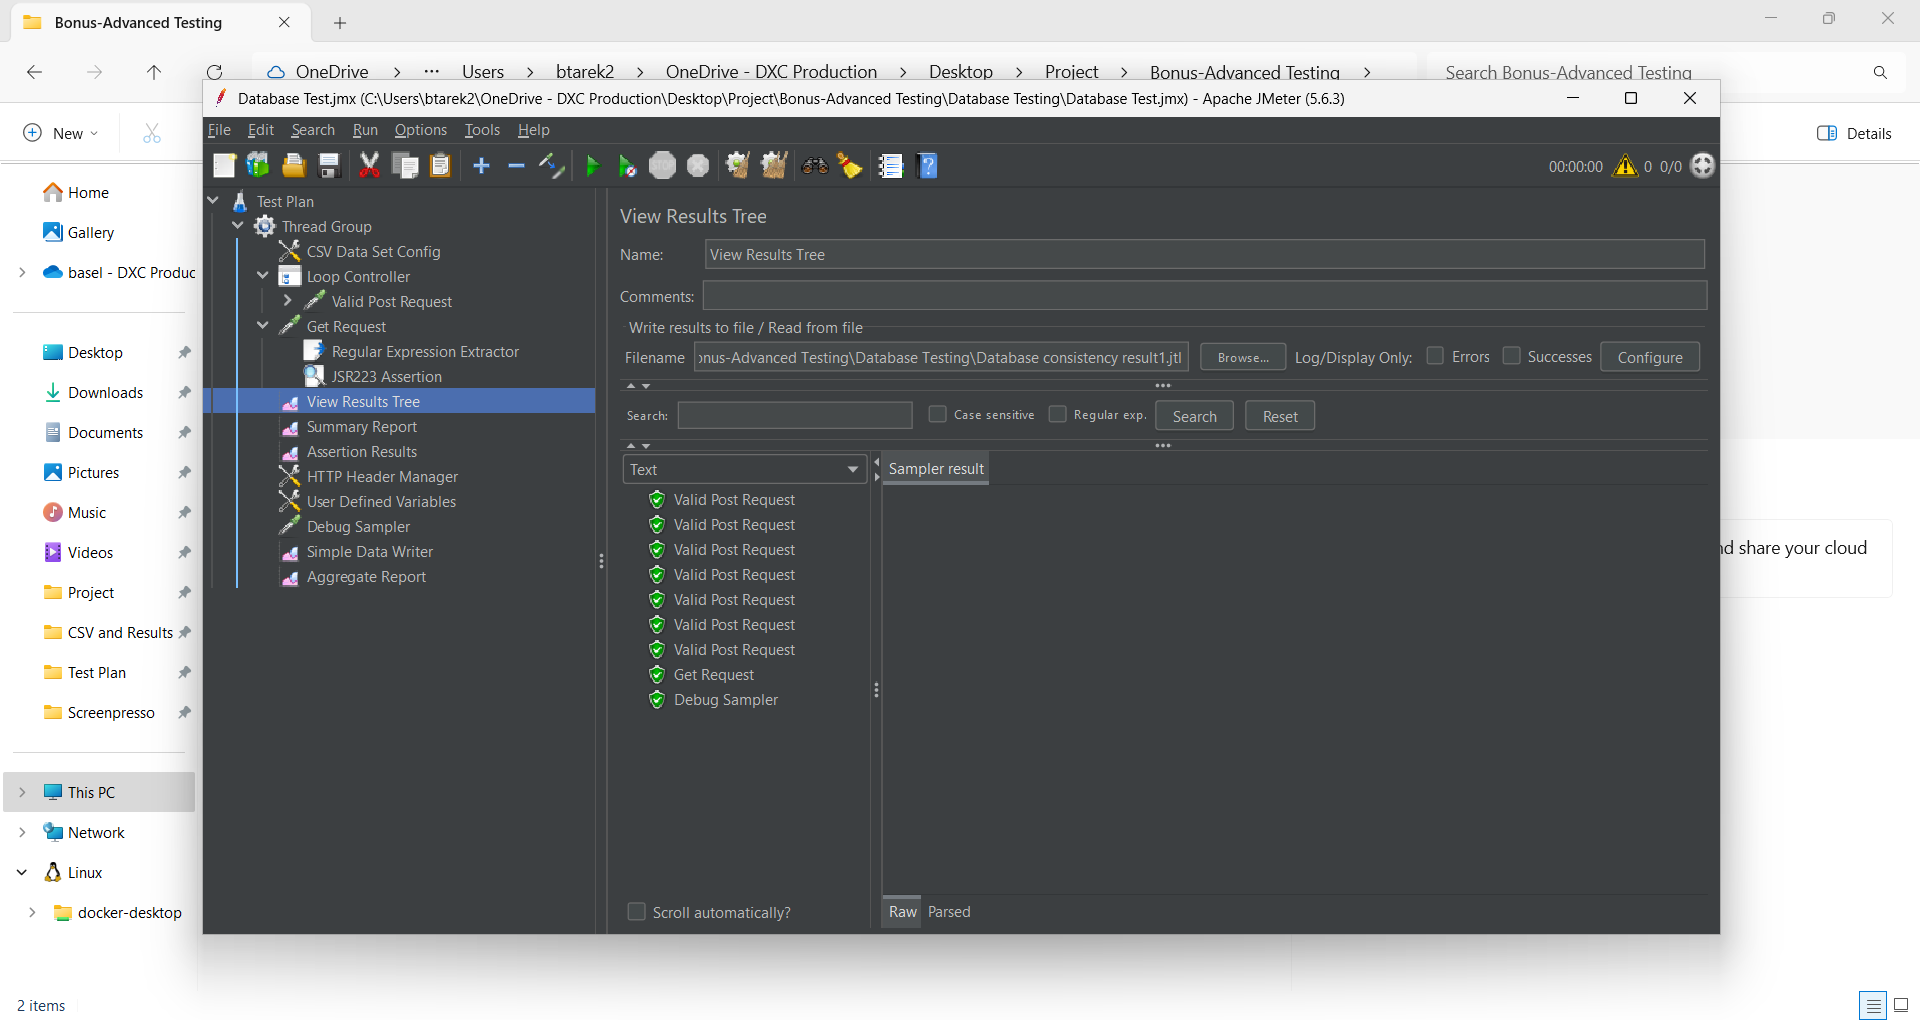 Bonus-Advanced Testing
OneDrive > ... Users > btarek2 > OneDrive - DXC Production > Desktop > Project > Bonus-Advanced Testing >
Search Bonus-Advanced Testing
New
Details
Home
Gallery
basel - DXC Produc
Desktop
Downloads
Documents
Pictures
Music
Videos
Project
CSV and Results
Test Plan
Screenpresso
This PC
Network
Linux
docker-desktop
2 items
nd share your cloud
Database Test.jmx (C:\Users\btarek2\OneDrive - DXC Production\Desktop\Project\Bonus-Advanced Testing\Database Testing\Database Test.jmx) - Apache JMeter (5.6.3)
File Edit Search Run Options Tools Help
STOP
00:00:00 0 0/0
Test Plan
Thread Group
CSV Data Set Config
Loop Controller
Valid Post Request
Get Request
Regular Expression Extractor
JSR223 Assertion
View Results Tree
Summary Report
Assertion Results
HTTP Header Manager
User Defined Variables
Debug Sampler
Simple Data Writer
Aggregate Report
View Results Tree
Name: View Results Tree
Comments:
Write results to file / Read from file
Filename onus-Advanced Testing\Database Testing\Database consistency result1.jtl Browse... Log/Display Only: Errors Successes Configure
Search: Case sensitive Regular exp. Search Reset
Text
Sampler result
Valid Post Request
Valid Post Request
Valid Post Request
Valid Post Request
Valid Post Request
Valid Post Request
Valid Post Request
Get Request
Debug Sampler
Scroll automatically?
Raw Parsed